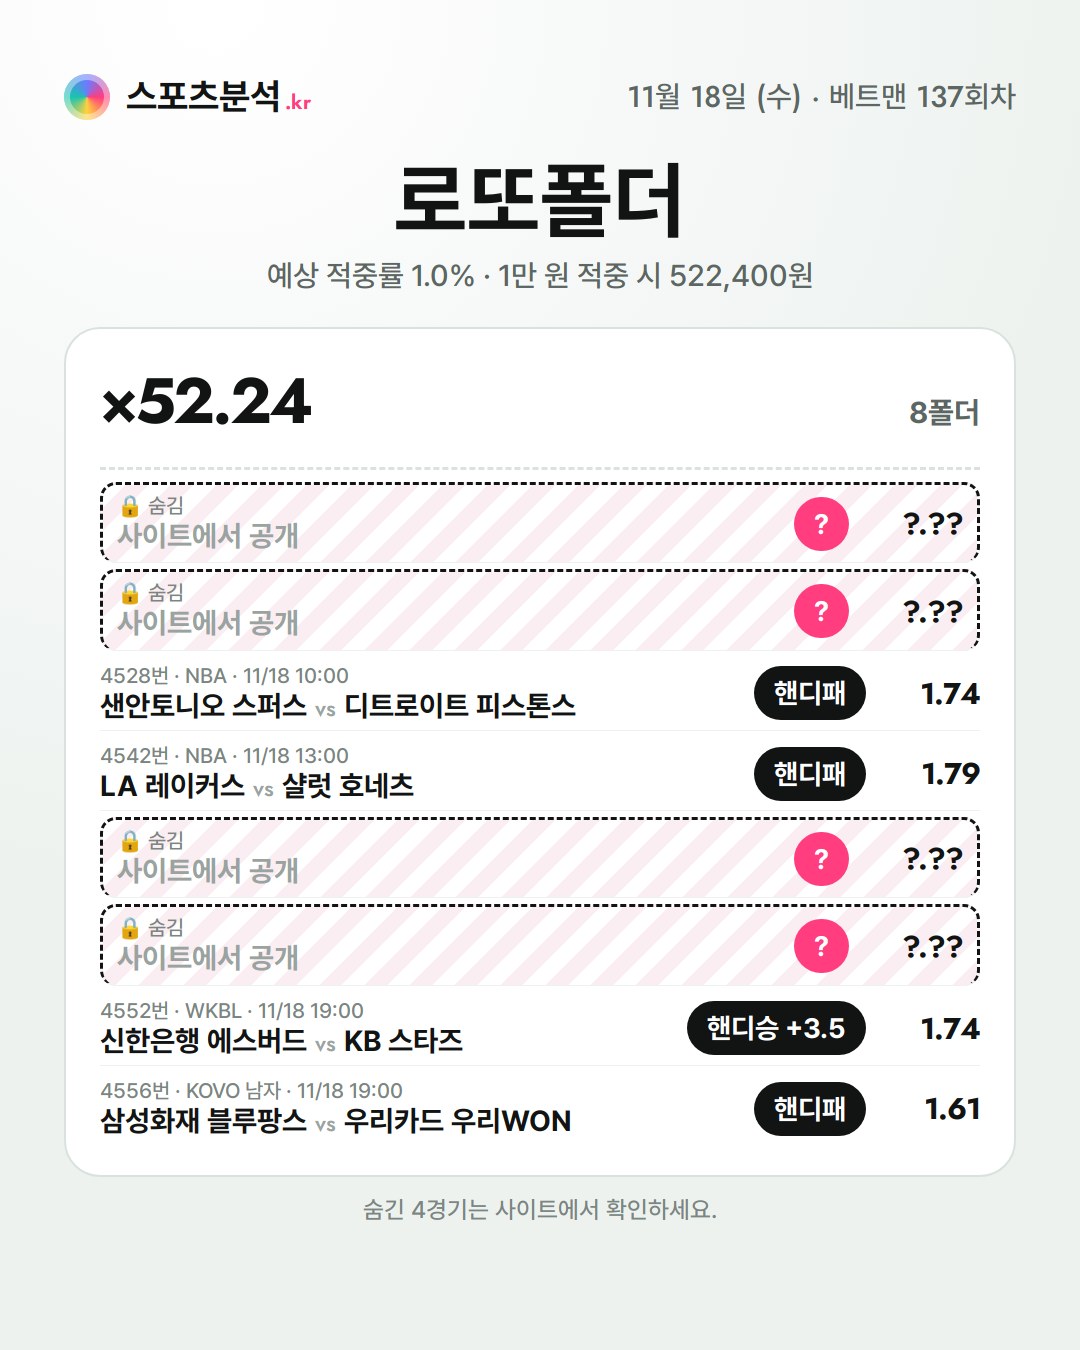 스포츠분석.kr
11월 18일 (수) · 베트맨 137회차
로또폴더
예상 적중률 1.0% · 1만 원 적중 시 522,400원
×52.24
8폴더
🔒 숨김
사이트에서 공개 ? ?.??
🔒 숨김
사이트에서 공개 ? ?.??
4528번 · NBA · 11/18 10:00
샌안토니오 스퍼스 vs 디트로이트 피스톤스 핸디패 1.74
4542번 · NBA · 11/18 13:00
LA 레이커스 vs 샬럿 호네츠 핸디패 1.79
🔒 숨김
사이트에서 공개 ? ?.??
🔒 숨김
사이트에서 공개 ? ?.??
4552번 · WKBL · 11/18 19:00
신한은행 에스버드 vs KB 스타즈 핸디승 +3.5 1.74
4556번 · KOVO 남자 · 11/18 19:00
삼성화재 블루팡스 vs 우리카드 우리WON 핸디패 1.61
숨긴 4경기는 사이트에서 확인하세요.